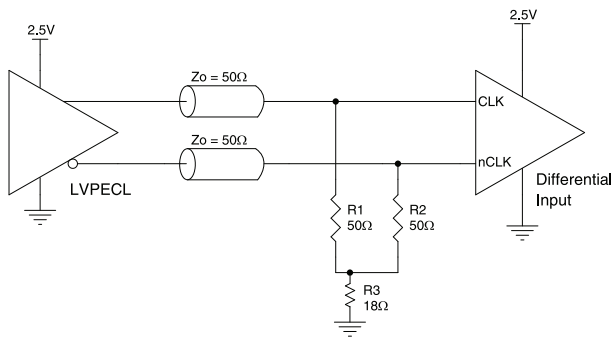 2.5V
2.5V
Zo = 50Ω
CLK
Zo = 50Ω
nCLK
LVPECL
Differential
Input
R1
50Ω
R2
50Ω
R3
18Ω